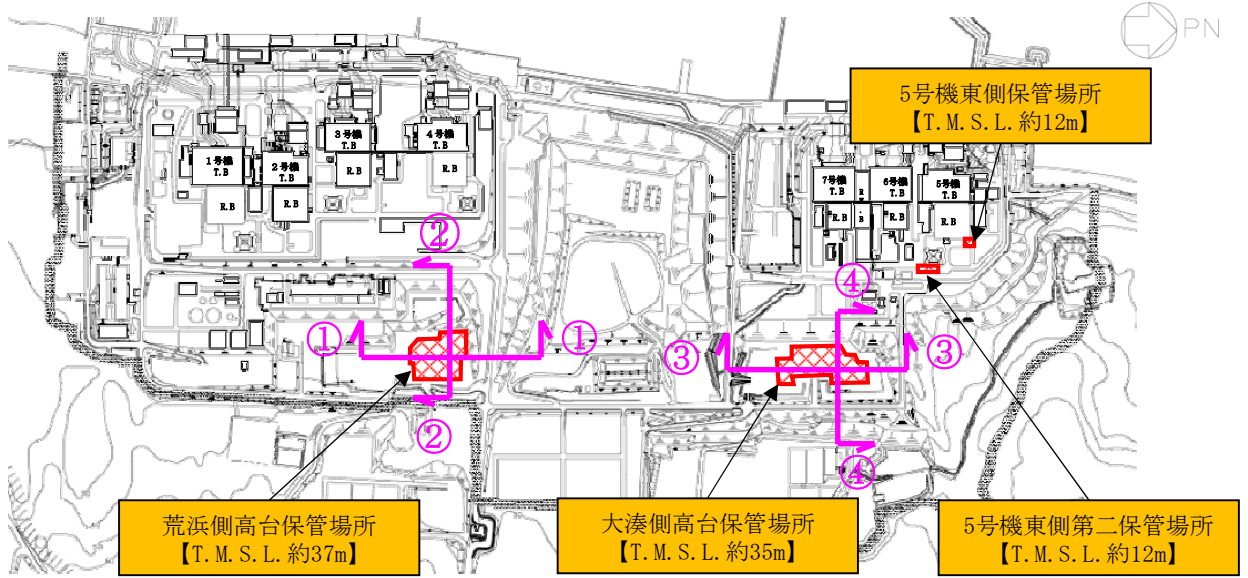 PN
5号機東側保管場所
【T.M.S.L.約12m】
3号機
T.B
4号機
T.B
1号機
T.B
2号機
T.B
R.B
R.B
R.B
R.B
7号機
T.B
6号機
T.B
5号機
T.B
R.B
R.B
R.B
②
④
①
①
③
③
②
④
荒浜側高台保管場所
【T.M.S.L.約37m】
大湊側高台保管場所
【T.M.S.L.約35m】
5号機東側第二保管場所
【T.M.S.L.約12m】